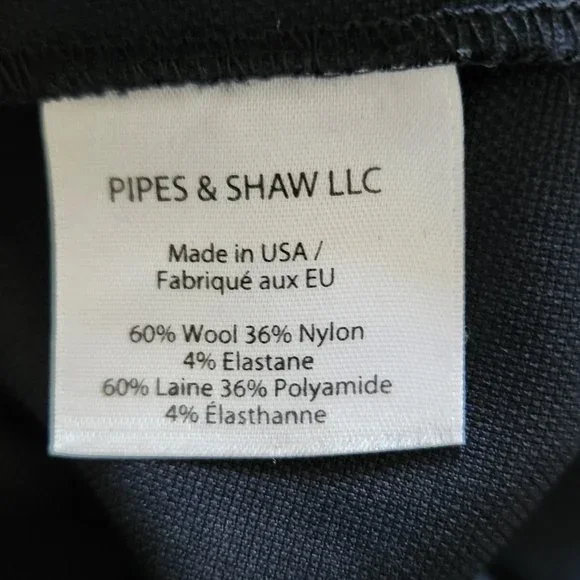 PIPES & SHAW LLC
Made in USA /
Fabriqué aux EU
60% Wool 36% Nylon
4% Elastane
60% Laine 36% Polyamide
4% Élasthanne